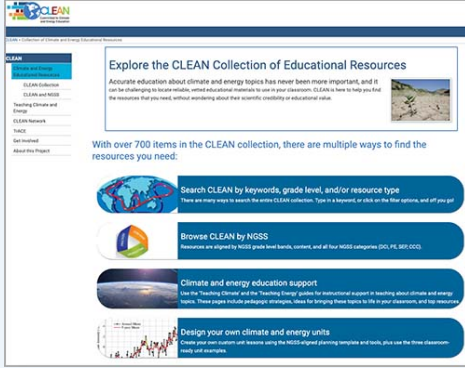 CLEAN
CLEAN > Collection of Climate and Energy Educational Resources
CLEAN
Climate and Energy
Educational Resources
CLEAN Collection
CLEAN and NGSS
Teaching Climate and
Energy
CLEAN Network
TIACE
Get Involved
About this Project
Explore the CLEAN Collection of Educational Resources
Accurate education about climate and energy topics has never been more important, and it
can be challenging to locate reliable, vetted educational materials to use in your classroom. CLEAN is here to help you find
the resources that you need, without wondering about their scientific credibility or educational value.
With over 700 items in the CLEAN collection, there are multiple ways to find the
resources you need:
Search CLEAN by keywords, grade level, and/or resource type
There are many ways to search the entire CLEAN collection. Type in a keyword, or click on the filter options, and off you go!
Browse CLEAN by NGSS
Resources are aligned by NGSS grade level bands, content, and all four NGSS categories (DCI, PE, SEP, CCC).
Climate and energy education support
Use the 'Teaching Climate' and the 'Teaching Energy' guides for instructional support in teaching about climate and energy
topics. These pages include pedagogic strategies, ideas for bringing these topics to life in your classroom, and top resources.
Design your own climate and energy units
Create your own custom unit lessons using the NGSS-aligned planning template and tools, plus use the three classroom-
ready unit examples.